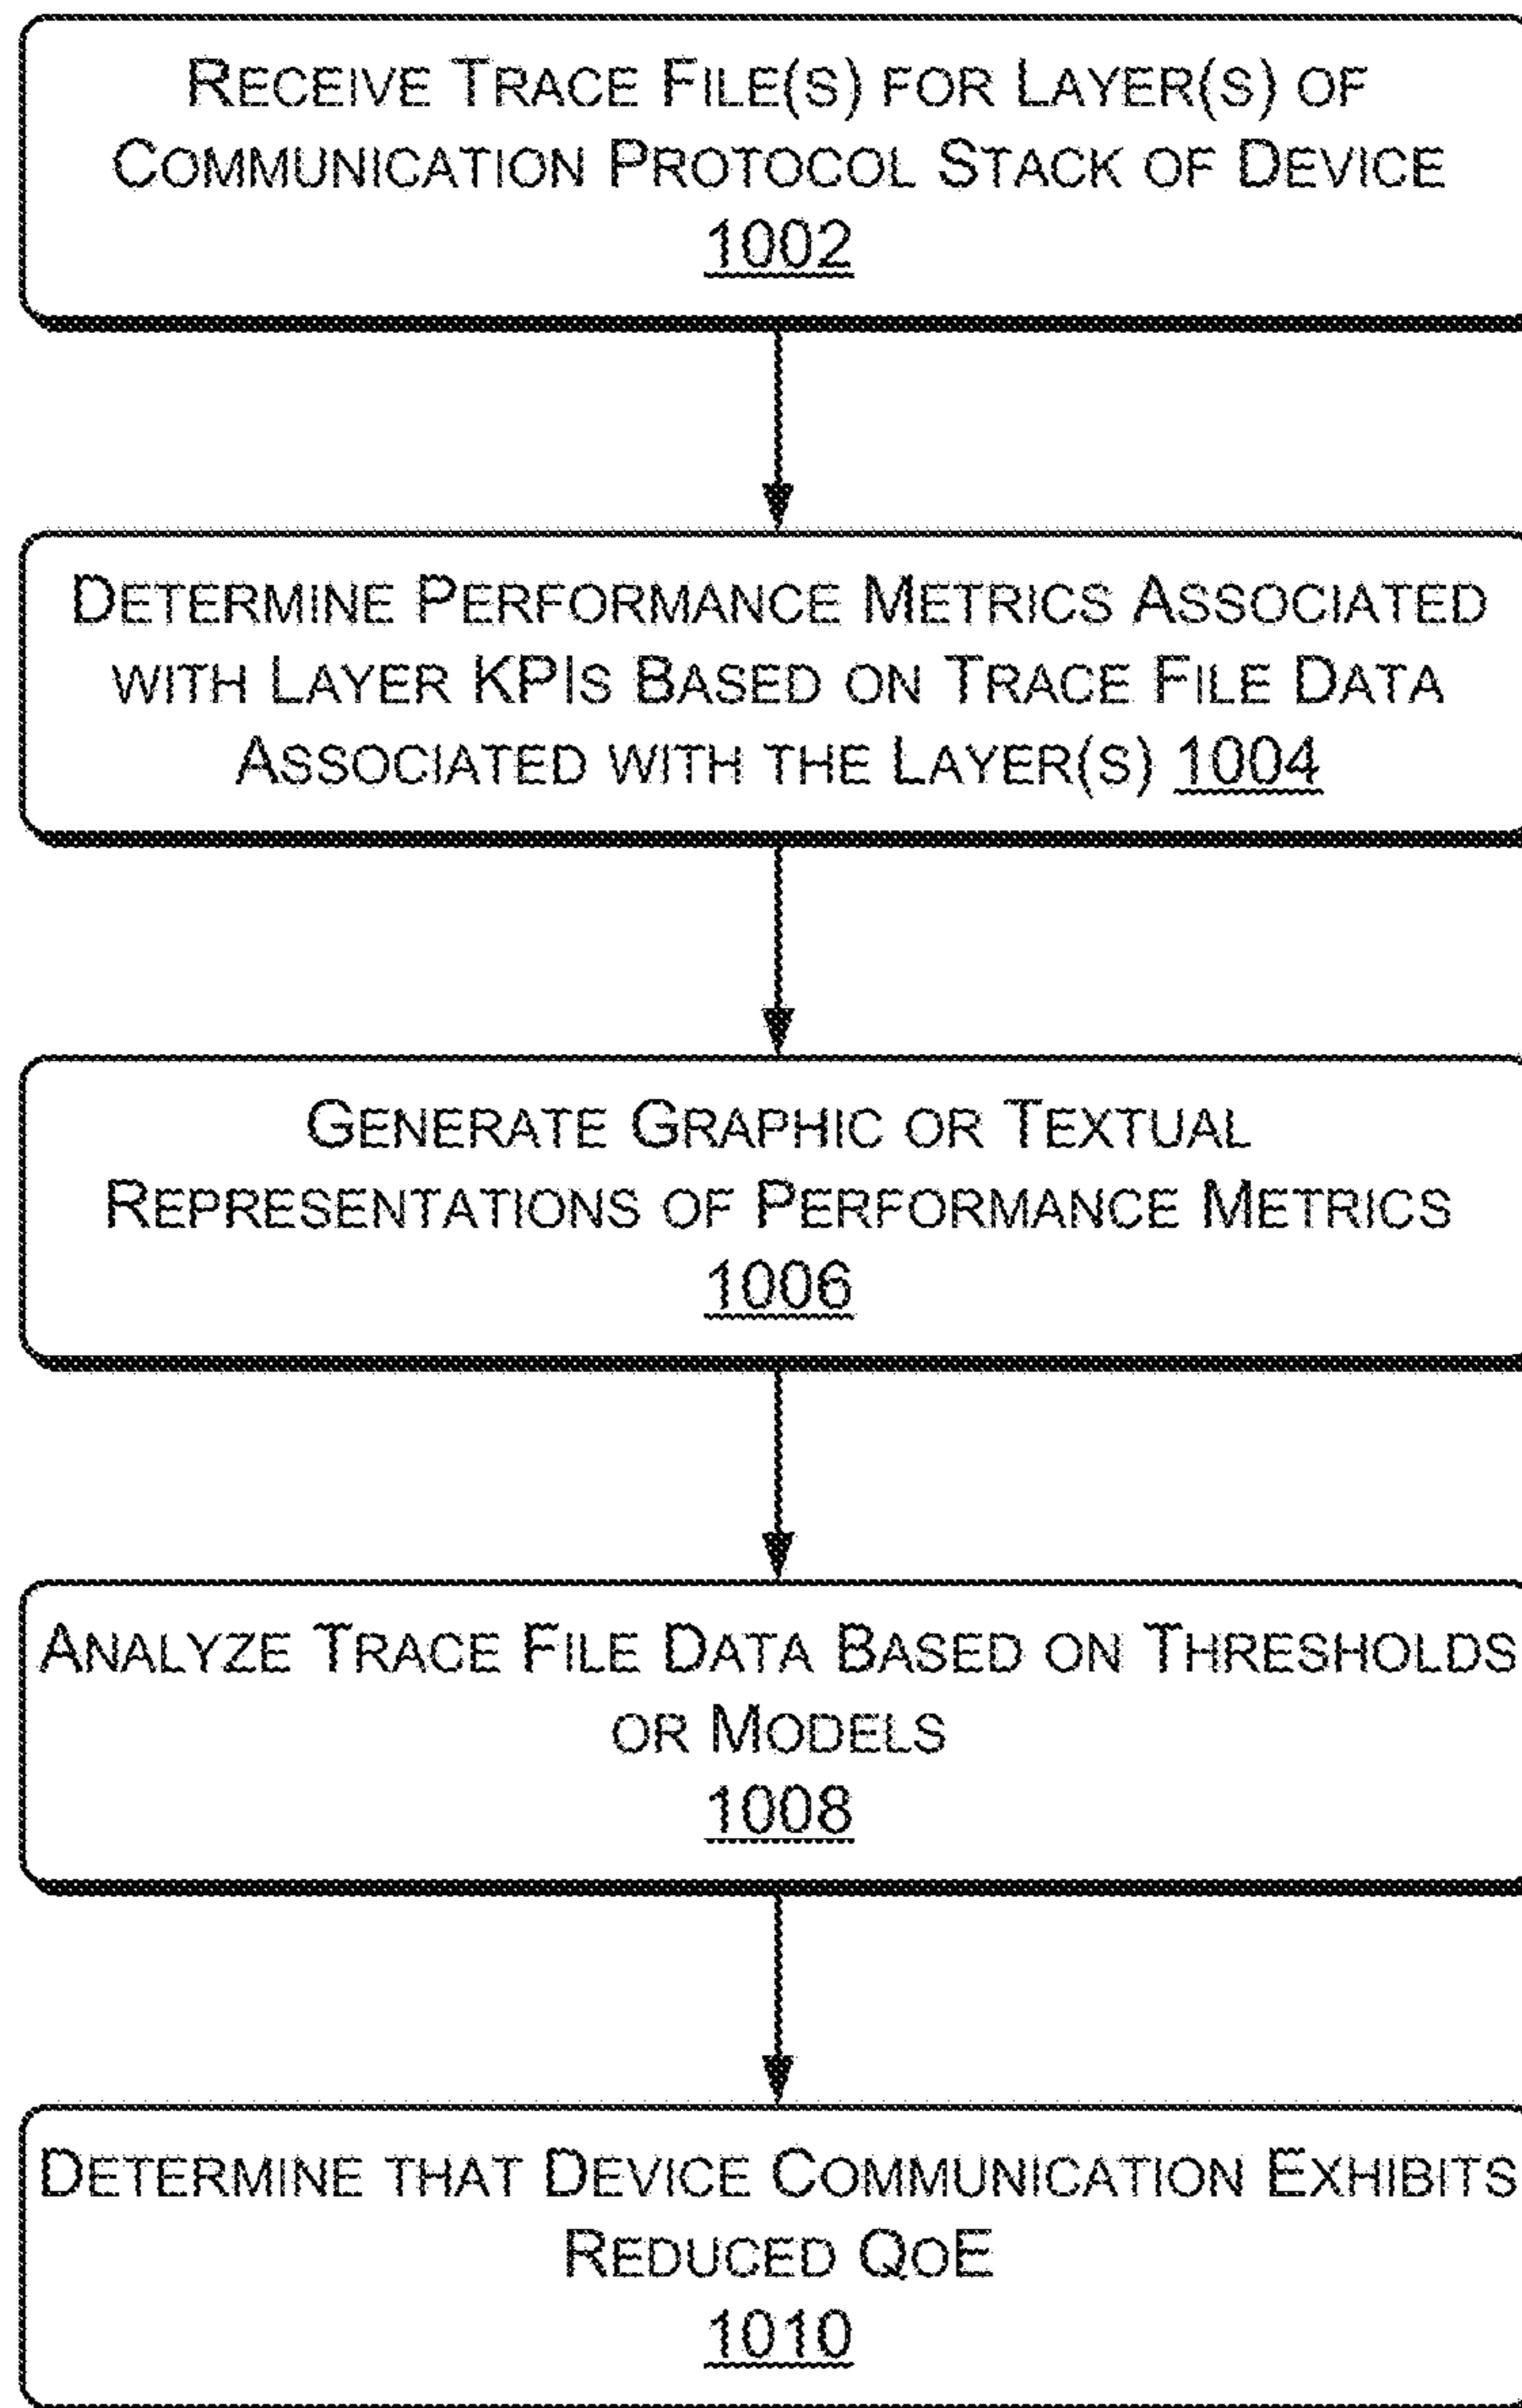 RECEIVE TRACE FILE(S) FOR LAYER(S) OF
COMMUNICATION PROTOCOL STACK OF DEVICE
1002
DETERMINE PERFORMANCE METRICS ASSOCIATED
WITH LAYER KPIS BASED ON TRACE FILE DATA
ASSOCIATED WITH THE LAYER(S) 1004
GENERATE GRAPHIC OR TEXTUAL
REPRESENTATIONS OF PERFORMANCE METRICS
1006
ANALYZE TRACE FILE DATA BASED ON THRESHOLDS
OR MODELS
1008
DETERMINE THAT DEVICE COMMUNICATION EXHIBITS
REDUCED QOE
1010